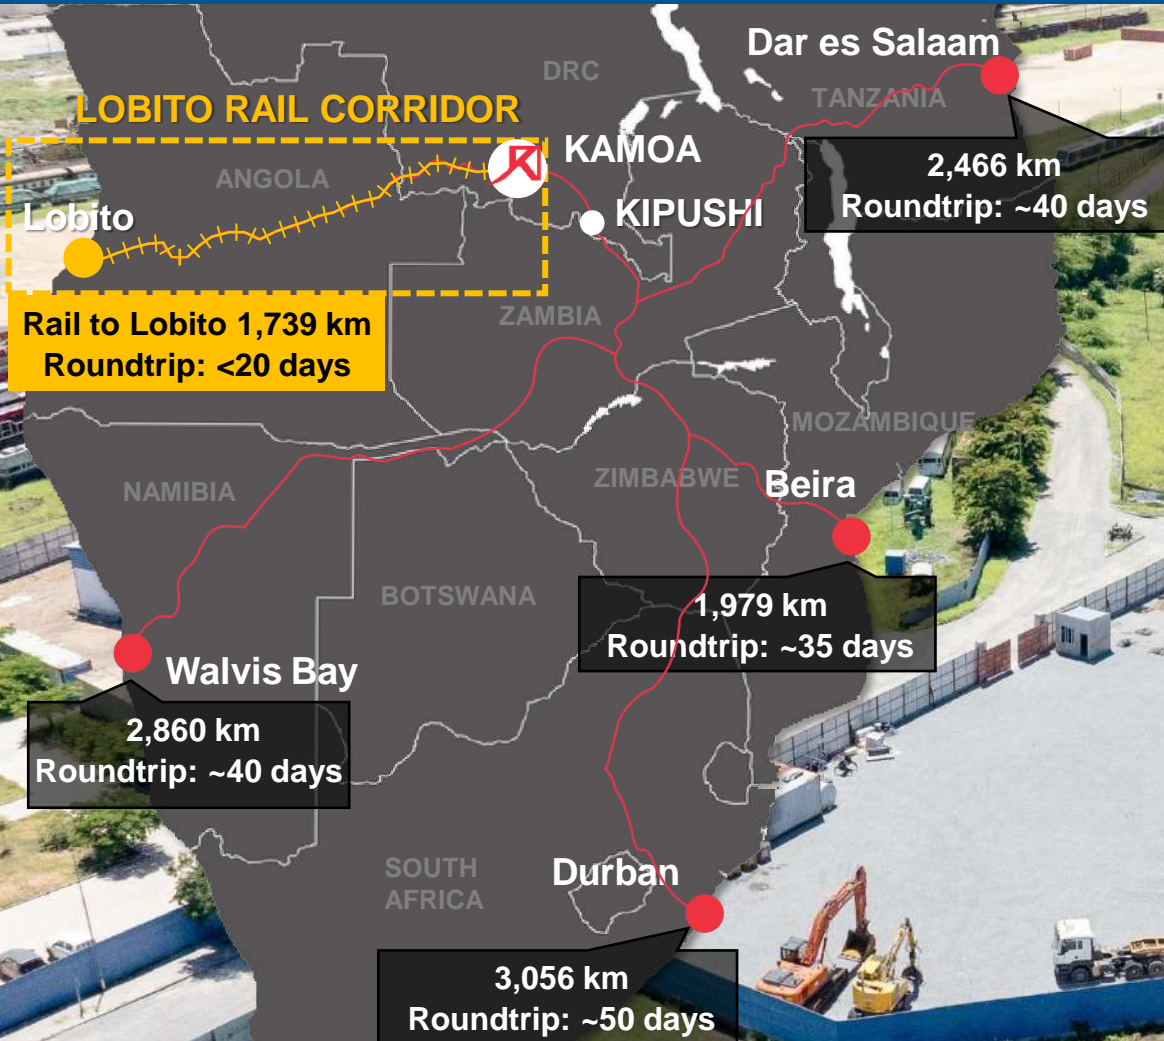 Dar es Salaam
DRC
TANZANIA
LOBITO RAIL CORRIDOR
KAMOA
2,466 km
Roundtrip: ~40 days
ANGOLA
Lobito
KIPUSHI
Rail to Lobito 1,739 km
Roundtrip: <20 days
ZAMBIA
MOZAMBIQUE
NAMIBIA
ZIMBABWE
Beira
BOTSWANA
1,979 km
Roundtrip: ~35 days
Walvis Bay
2,860 km
Roundtrip: ~40 days
SOUTH
AFRICA
Durban
3,056 km
Roundtrip: ~50 days